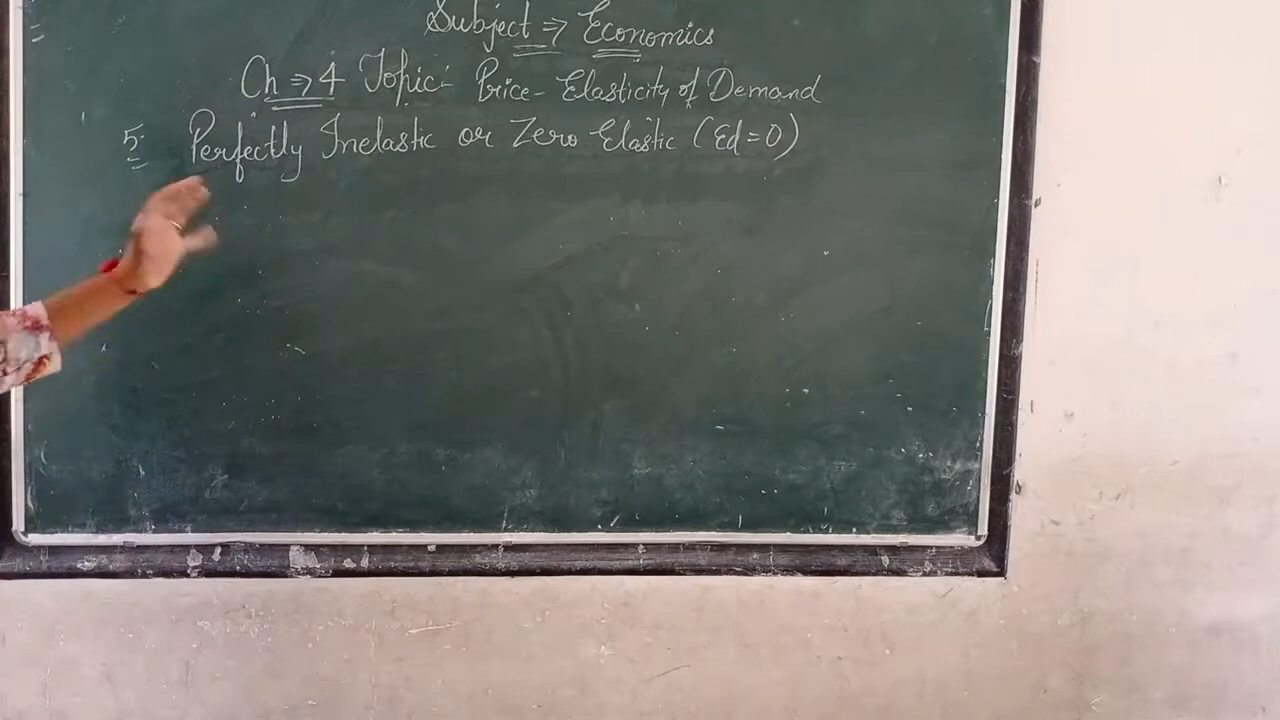 Subject ⇒ Economics
Ch ⇒ 4 Topic:- Price-Elasticity of Demand
5. Perfectly Inelastic or Zero Elastic (Ed=0)